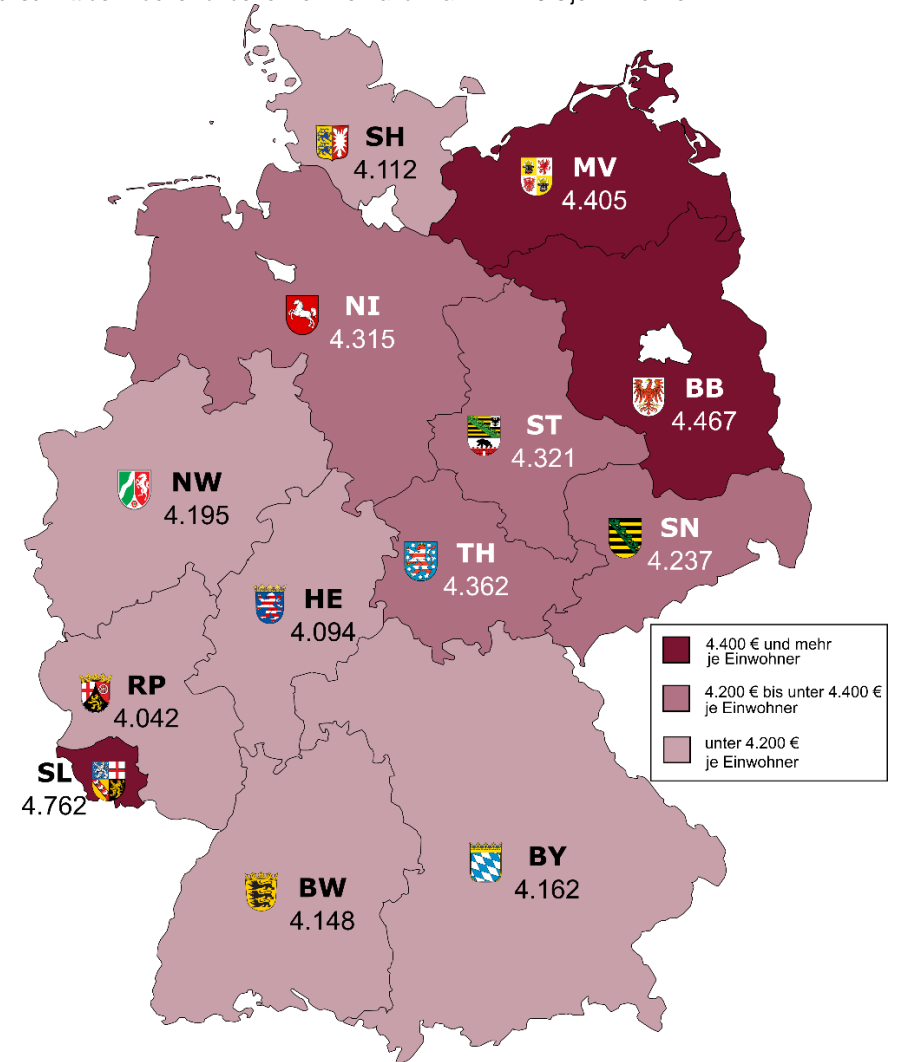 SH
4.112
MV
4.405
NI
4.315
BB
4.467
ST
4.321
NW
4.195
SN
4.237
TH
4.362
HE
4.094
4.400 € und mehr
je Einwohner
4.200 € bis unter 4.400 €
je Einwohner
unter 4.200 €
je Einwohner
RP
4.042
SL
4.762
BY
4.162
BW
4.148